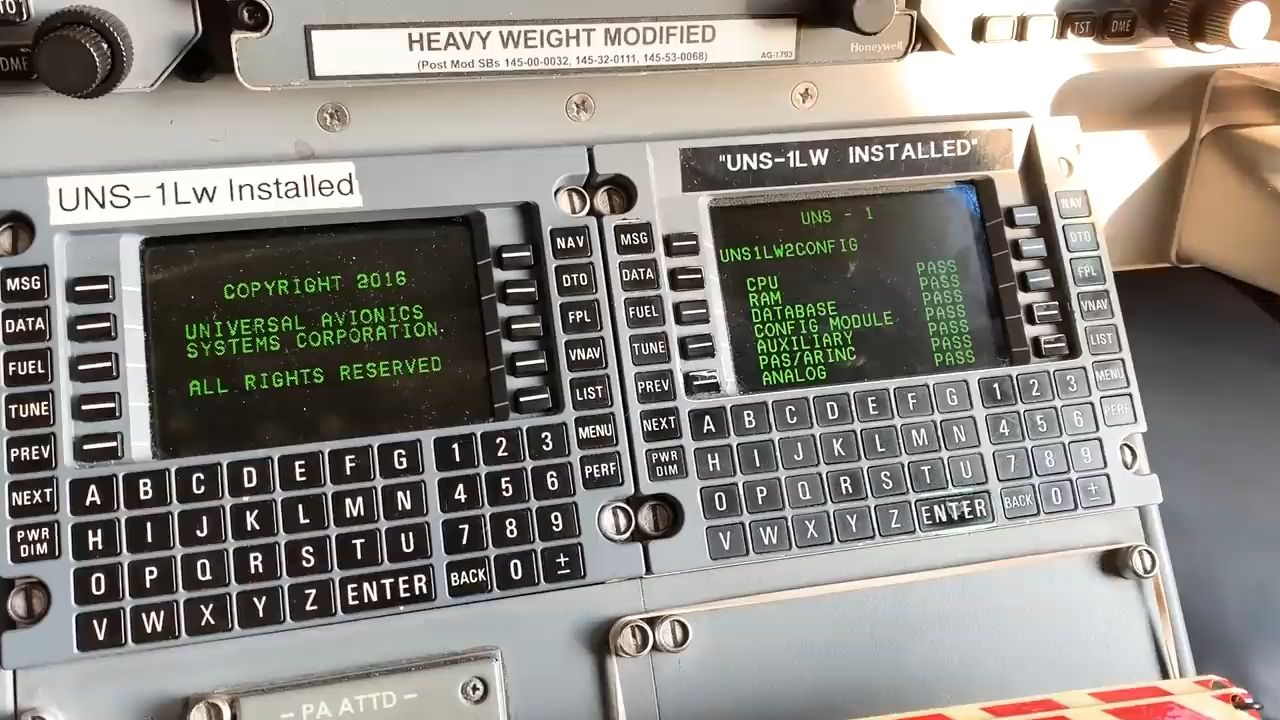 TO
DME
HEAVY WEIGHT MODIFIED
(Post Mod SBs 145-00-0032, 145-32-0111, 145-53-0068)
AG-1793
Honeywell
TST DME
UNS-1Lw Installed
COPYRIGHT 2016
UNIVERSAL AVIONICS
SYSTEMS CORPORATION.
ALL RIGHTS RESERVED
MSG
DATA
FUEL
TUNE
PREV
NEXT
PWR
DIM
NAV
DTO
FPL
VNAV
LIST
MENU
PERF
A B C D E F G 1 2 3
H I J K L M N 4 5 6
O P Q R S T U 7 8 9
V W X Y Z ENTER BACK 0 ±
"UNS-1LW INSTALLED"
UNS - 1
UNS1LW2CONFIG
CPU PASS
RAM PASS
DATABASE PASS
CONFIG MODULE PASS
AUXILIARY PASS
PAS/ARINC PASS
ANALOG PASS
MSG
DATA
FUEL
TUNE
PREV
NEXT
PWR
DIM
NAV
DTO
FPL
VNAV
LIST
MENU
PERF
A B C D E F G 1 2 3
H I J K L M N 4 5 6
O P Q R S T U 7 8 9
V W X Y Z ENTER BACK 0 ±
– PA ATTD –